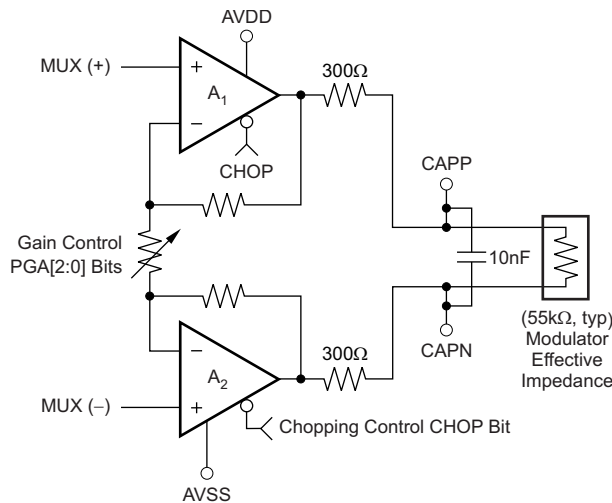 AVDD
MUX (+)
+
A1
−
300Ω
CHOP
CAPP
Gain Control
PGA[2:0] Bits
10nF
(55kΩ, typ)
Modulator
Effective
Impedance
CAPN
−
A2
+
300Ω
MUX (−)
Chopping Control CHOP Bit
AVSS